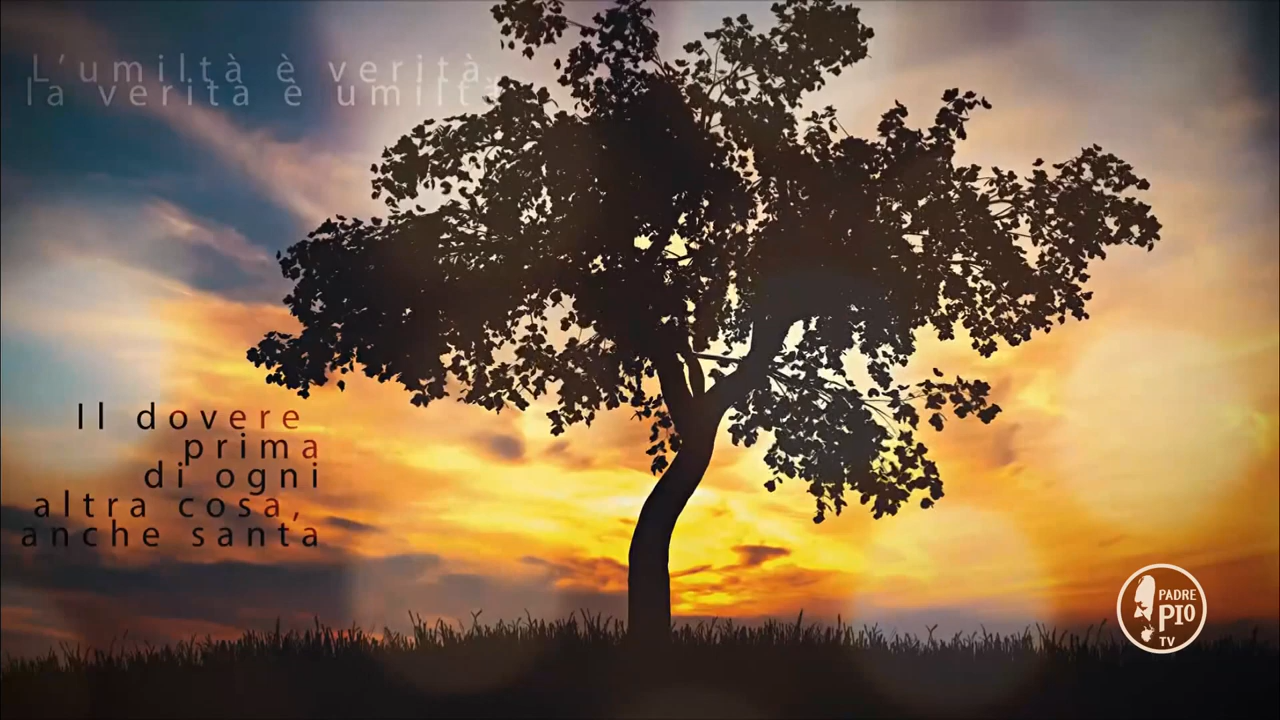 L'umiltà è verità,
la verità è umiltà
Il dovere
prima
di ogni
altra cosa,
anche santa
PADRE
PIO
TV